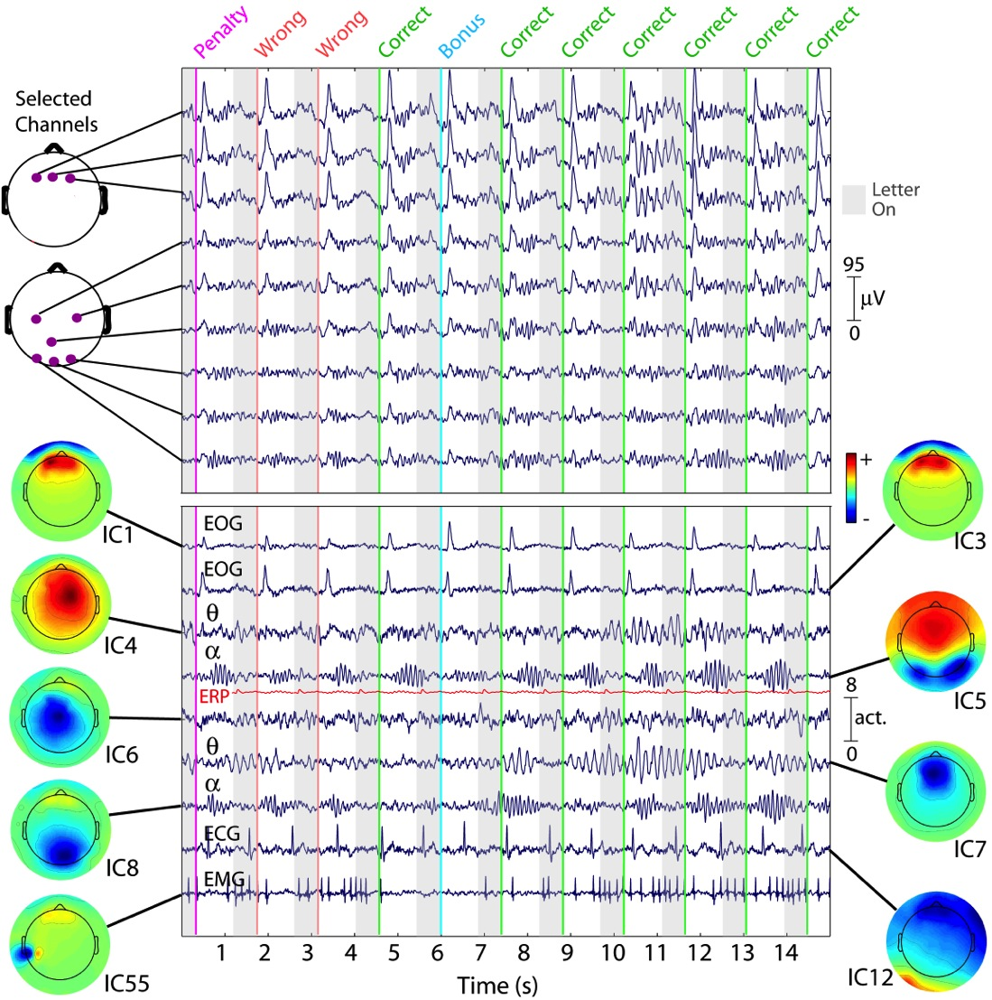 Penalty
Wrong
Wrong
Correct
Bonus
Correct
Correct
Correct
Correct
Correct
Correct
Selected
Channels
Letter
On
95
μV
0
+
-
IC1
IC3
EOG
EOG
θ
IC4
α
IC5
ERP
8
act.
0
IC6
θ
α
IC7
IC8
ECG
EMG
IC55
IC12
1 2 3 4 5 6 7 8 9 10 11 12 13 14
Time (s)